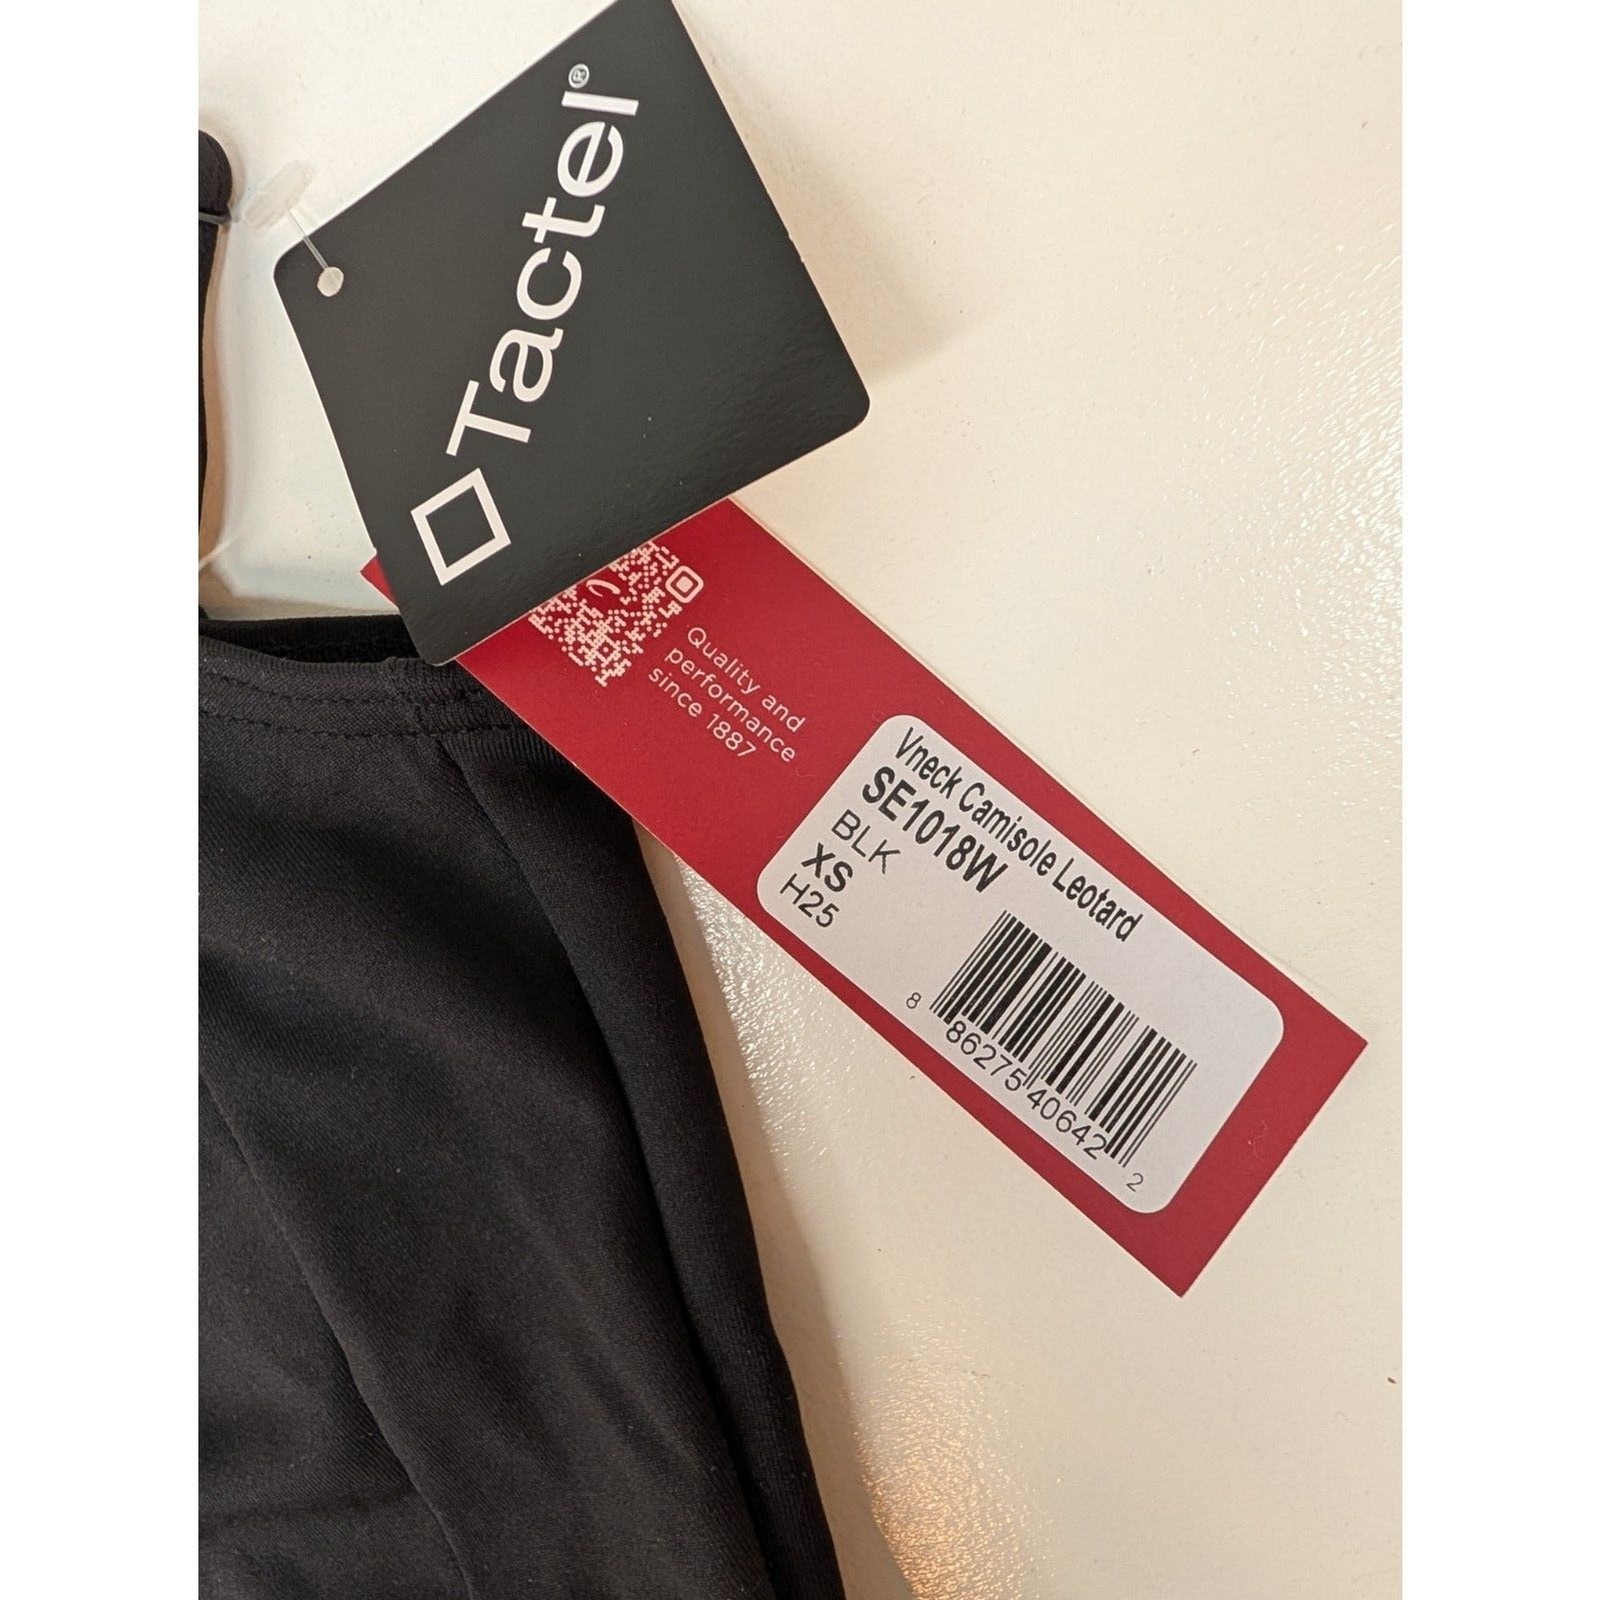 Tactel®
Quality and
performance
since 1887
Vneck Camisole Leotard
SE1018W
BLK
XS
H25
8 86275 40642 2